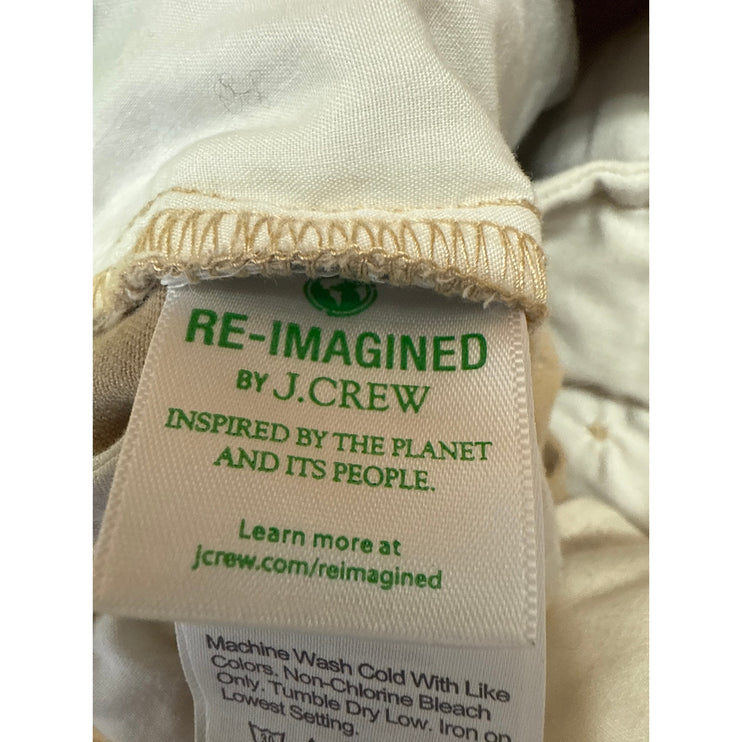 RE-IMAGINED
BY J.CREW
INSPIRED BY THE PLANET
AND ITS PEOPLE.
Learn more at
jcrew.com/reimagined
Machine Wash Cold With Like
Colors. Non-Chlorine Bleach
Only. Tumble Dry Low. Iron on
Lowest Setting.
30